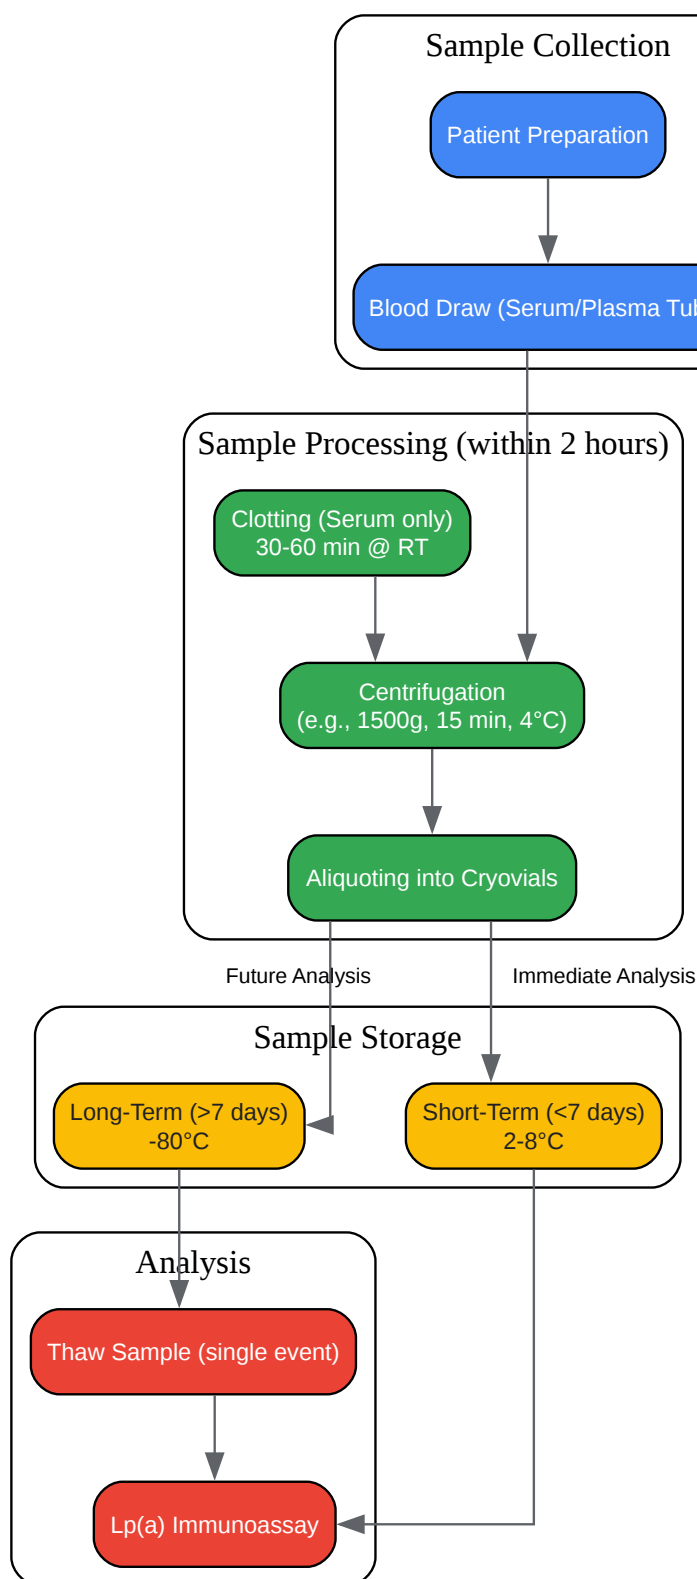 Sample Collection
Patient Preparation
Blood Draw (Serum/Plasma Tub
Sample Processing (within 2 hours)
Clotting (Serum only)
30-60 min @ RT
Centrifugation
(e.g., 1500g, 15 min, 4°C)
Aliquoting into Cryovials
Future Analysis
Immediate Analysis
Sample Storage
Long-Term (>7 days)
-80°C
Short-Term (<7 days)
2-8°C
Analysis
Thaw Sample (single event)
Lp(a) Immunoassay